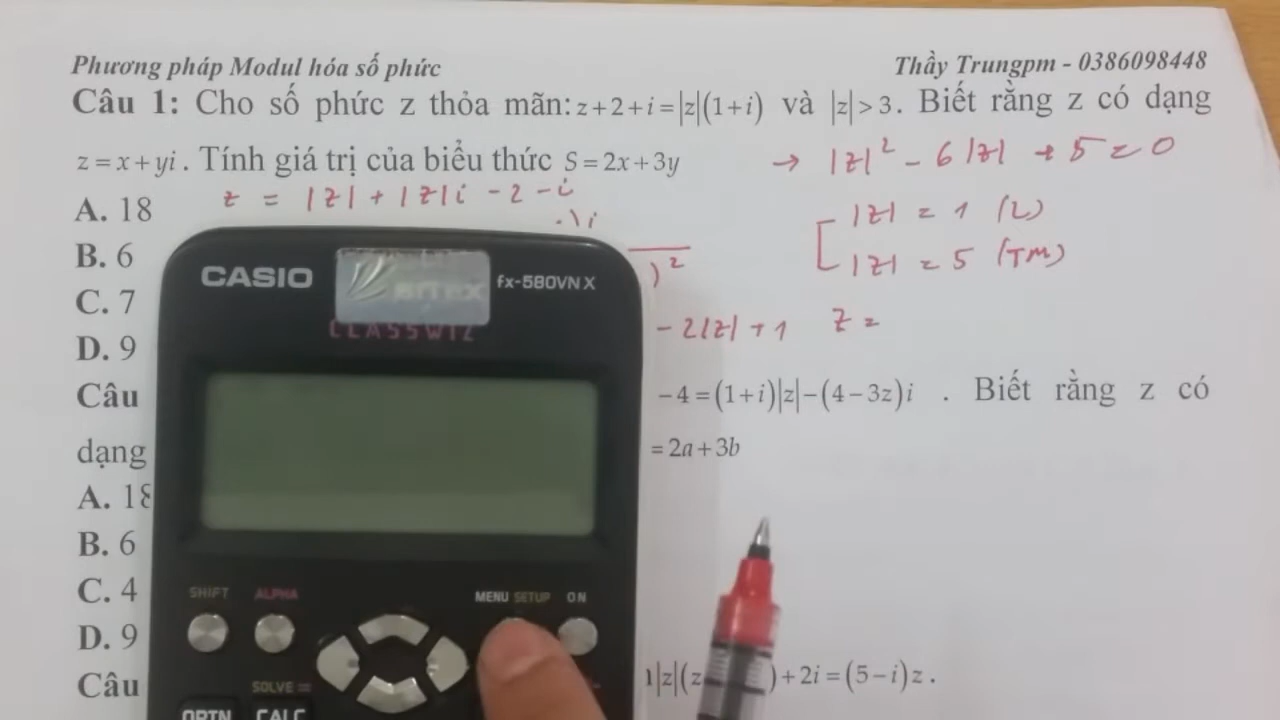 Phương pháp Modul hóa số phức
Thầy Trungpm - 0386098448
Câu 1: Cho số phức z thỏa mãn: z+2+i=|z|(1+i) và |z|>3. Biết rằng z có dạng
→ |z|² - 6|z| + 5 = 0
z=x+yi. Tính giá trị của biểu thức S=2x+3y
z = |z| + |z|i - 2 - i
A. 18
|z| = 1 (L)
B. 6
|z| = 5 (TM)
)²
C. 7
- 2|z| + 1
z =
D. 9
CASIO
fx-580VN X
CLASSWIZ
Câu
-4=(1+i)|z|-(4-3z)i . Biết rằng z có
dạng
=2a+3b
A. 18
B. 6
C. 4
D. 9
SHIFT
ALPHA
MENU SETUP
ON
SOLVE =
OPTN
CALC
Câu
)+2i=(5-i)z.